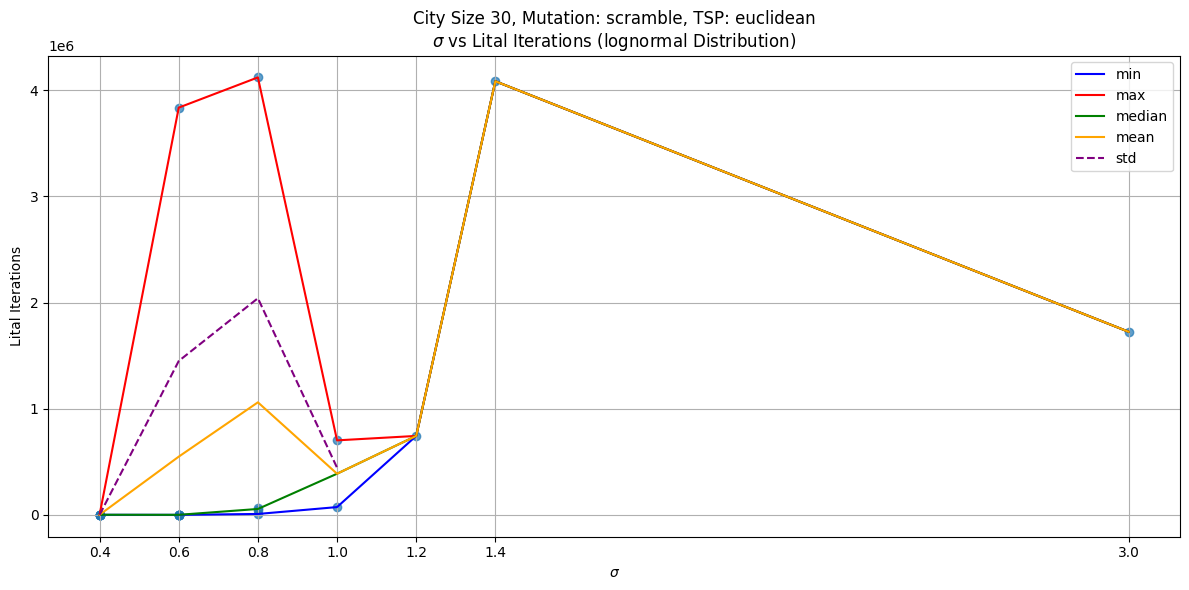 City Size 30, Mutation: scramble, TSP: euclidean
σ vs Lital Iterations (lognormal Distribution)
1e6
4
3
2
1
0
Lital Iterations
0.4 0.6 0.8 1.0 1.2 1.4 3.0
σ
min
max
median
mean
std